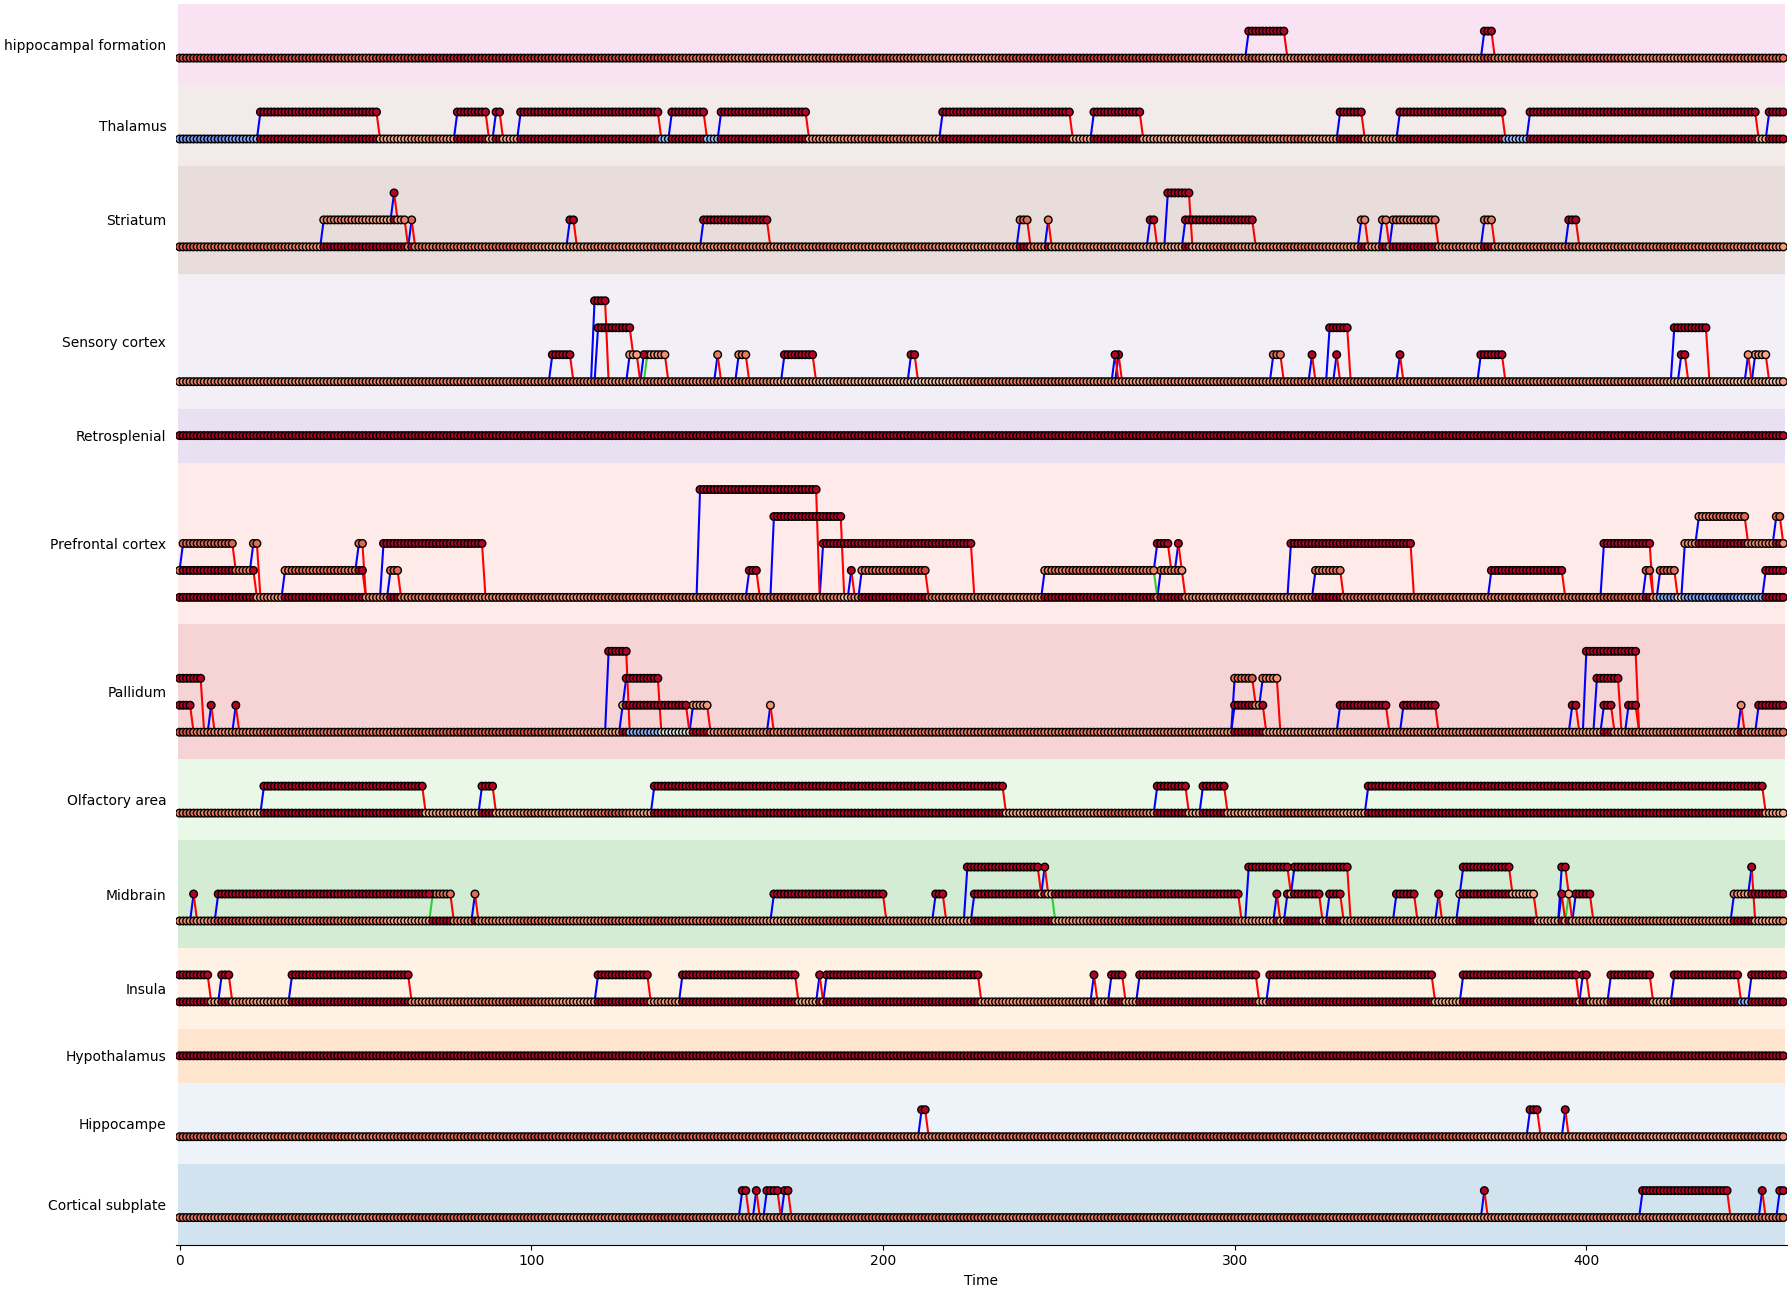 hippocampal formation
Thalamus
Striatum
Sensory cortex
Retrosplenial
Prefrontal cortex
Pallidum
Olfactory area
Midbrain
Insula
Hypothalamus
Hippocampe
Cortical subplate
0 100 200 300 400
Time